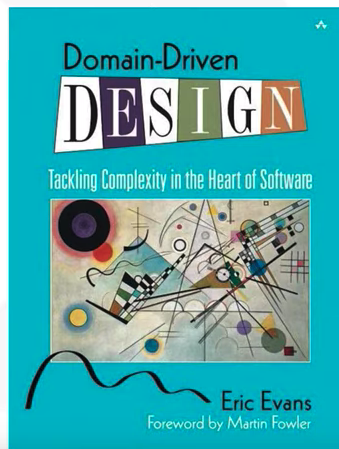 Domain-Driven
DESIGN
Tackling Complexity in the Heart of Software
Eric Evans
Foreword by Martin Fowler